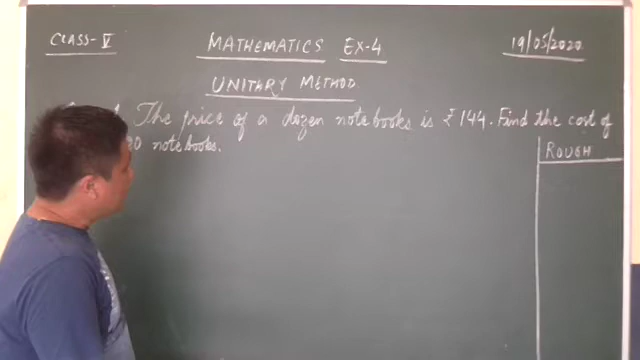 CLASS-V
MATHEMATICS EX-4
19/05/2020
UNITARY METHOD
The price of a dozen notebooks is ₹144. Find the cost of
notebooks.
ROUGH